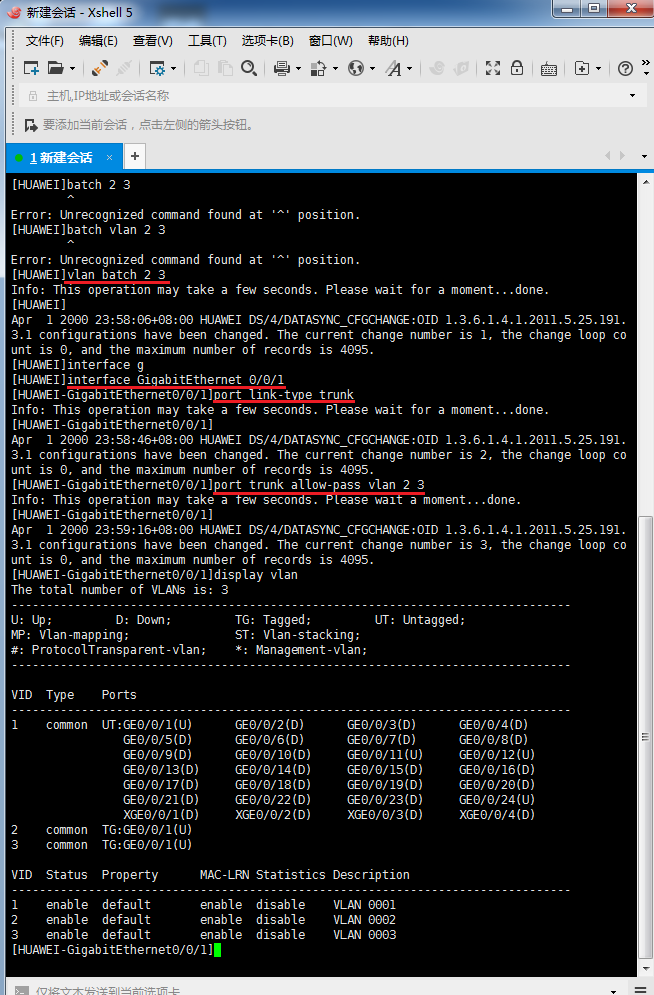 新建会话 - Xshell 5
文件(F) 编辑(E) 查看(V) 工具(T) 选项卡(B) 窗口(W) 帮助(H)
主机,IP地址或会话名称
要添加当前会话，点击左侧的箭头按钮。
1 新建会话 × +
[HUAWEI]batch 2 3
^
Error: Unrecognized command found at '^' position.
[HUAWEI]batch vlan 2 3
^
Error: Unrecognized command found at '^' position.
[HUAWEI]vlan batch 2 3
Info: This operation may take a few seconds. Please wait for a moment...done.
[HUAWEI]
Apr  1 2000 23:58:06+08:00 HUAWEI DS/4/DATASYNC_CFGCHANGE:OID 1.3.6.1.4.1.2011.5.25.191.
3.1 configurations have been changed. The current change number is 1, the change loop co
unt is 0, and the maximum number of records is 4095.
[HUAWEI]interface g
[HUAWEI]interface GigabitEthernet 0/0/1
[HUAWEI-GigabitEthernet0/0/1]port link-type trunk
Info: This operation may take a few seconds. Please wait for a moment...done.
[HUAWEI-GigabitEthernet0/0/1]
Apr  1 2000 23:58:46+08:00 HUAWEI DS/4/DATASYNC_CFGCHANGE:OID 1.3.6.1.4.1.2011.5.25.191.
3.1 configurations have been changed. The current change number is 2, the change loop co
unt is 0, and the maximum number of records is 4095.
[HUAWEI-GigabitEthernet0/0/1]port trunk allow-pass vlan 2 3
Info: This operation may take a few seconds. Please wait a moment...done.
[HUAWEI-GigabitEthernet0/0/1]
Apr  1 2000 23:59:16+08:00 HUAWEI DS/4/DATASYNC_CFGCHANGE:OID 1.3.6.1.4.1.2011.5.25.191.
3.1 configurations have been changed. The current change number is 3, the change loop co
unt is 0, and the maximum number of records is 4095.
[HUAWEI-GigabitEthernet0/0/1]display vlan
The total number of VLANs is: 3
--------------------------------------------------------------------------------
U: Up;         D: Down;         TG: Tagged;         UT: Untagged;
MP: Vlan-mapping;               ST: Vlan-stacking;
#: ProtocolTransparent-vlan;    *: Management-vlan;
--------------------------------------------------------------------------------
VID  Type    Ports
--------------------------------------------------------------------------------
1    common  UT:GE0/0/1(U)      GE0/0/2(D)      GE0/0/3(D)      GE0/0/4(D)
GE0/0/5(D)      GE0/0/6(D)      GE0/0/7(D)      GE0/0/8(D)
GE0/0/9(D)      GE0/0/10(D)     GE0/0/11(U)     GE0/0/12(U)
GE0/0/13(D)     GE0/0/14(D)     GE0/0/15(D)     GE0/0/16(D)
GE0/0/17(D)     GE0/0/18(D)     GE0/0/19(D)     GE0/0/20(D)
GE0/0/21(D)     GE0/0/22(D)     GE0/0/23(D)     GE0/0/24(U)
XGE0/0/1(D)     XGE0/0/2(D)     XGE0/0/3(D)     XGE0/0/4(D)
2    common  TG:GE0/0/1(U)
3    common  TG:GE0/0/1(U)
VID  Status  Property      MAC-LRN Statistics Description
--------------------------------------------------------------------------------
1    enable  default       enable  disable    VLAN 0001
2    enable  default       enable  disable    VLAN 0002
3    enable  default       enable  disable    VLAN 0003
[HUAWEI-GigabitEthernet0/0/1]
仅将文本发送到当前选项卡